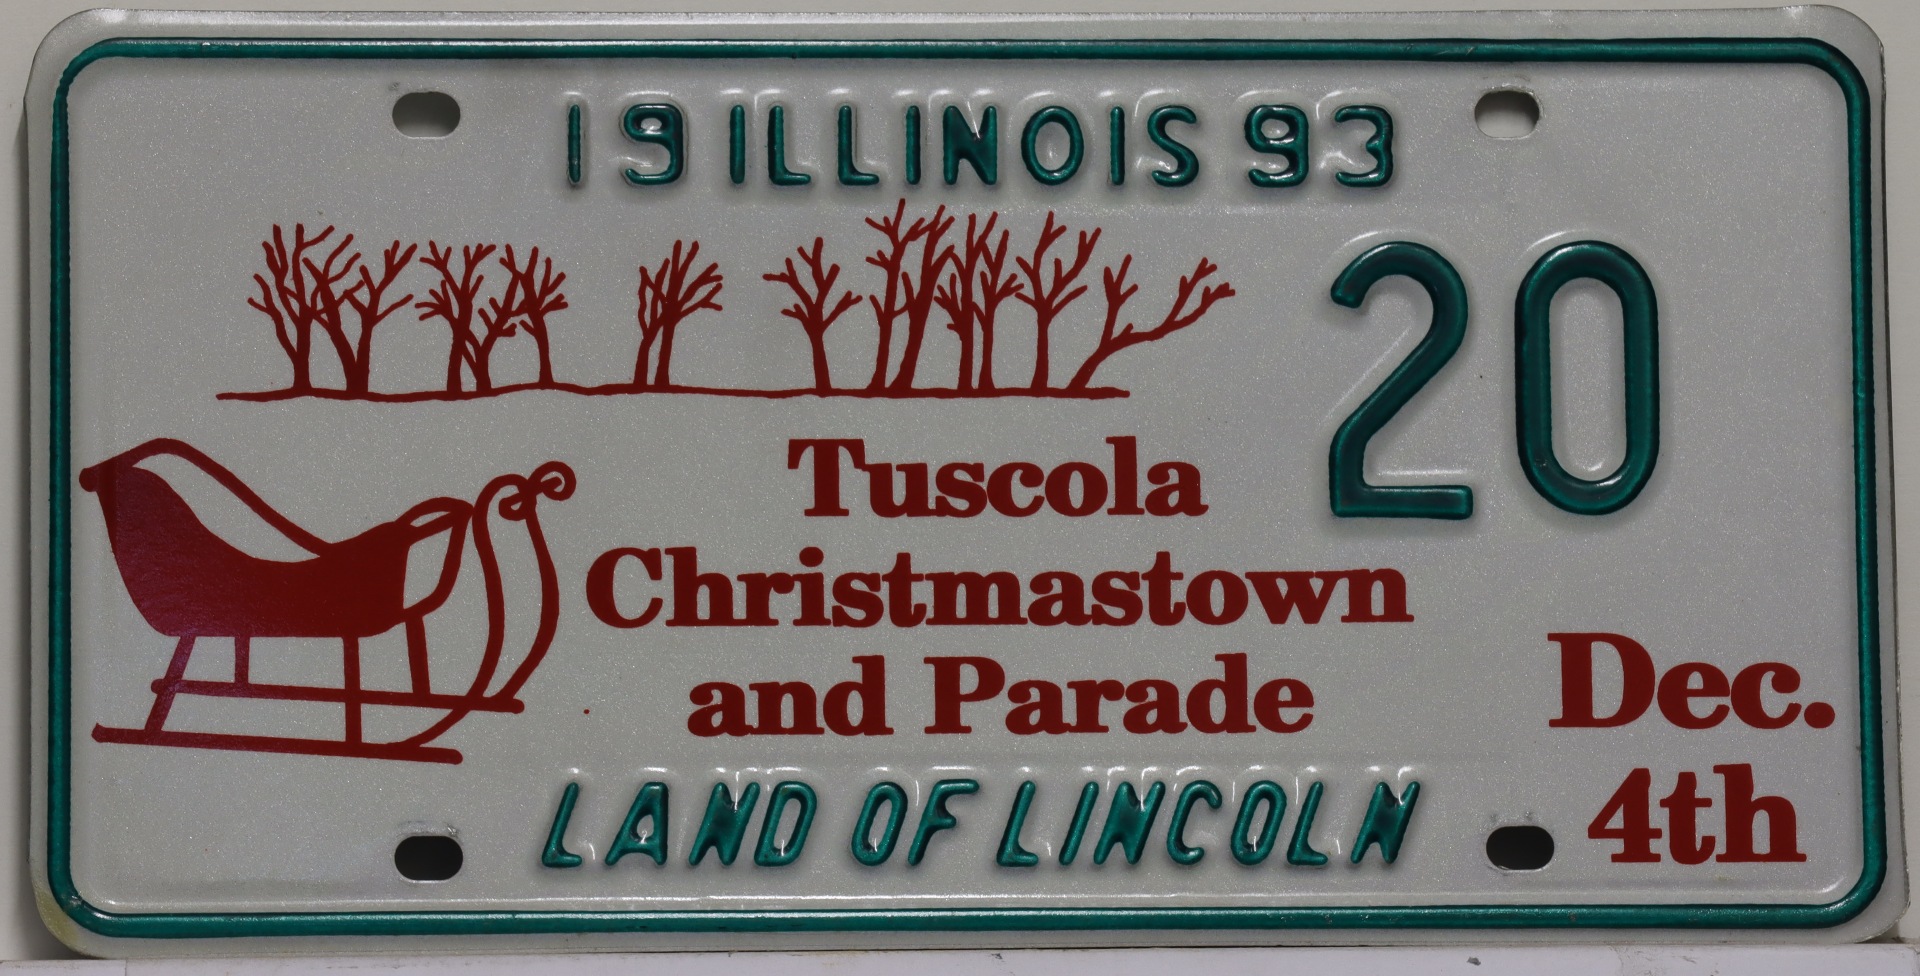 19 ILLINOIS 93
20
Tuscola
Christmastown
and Parade
Dec.
4th
LAND OF LINCOLN